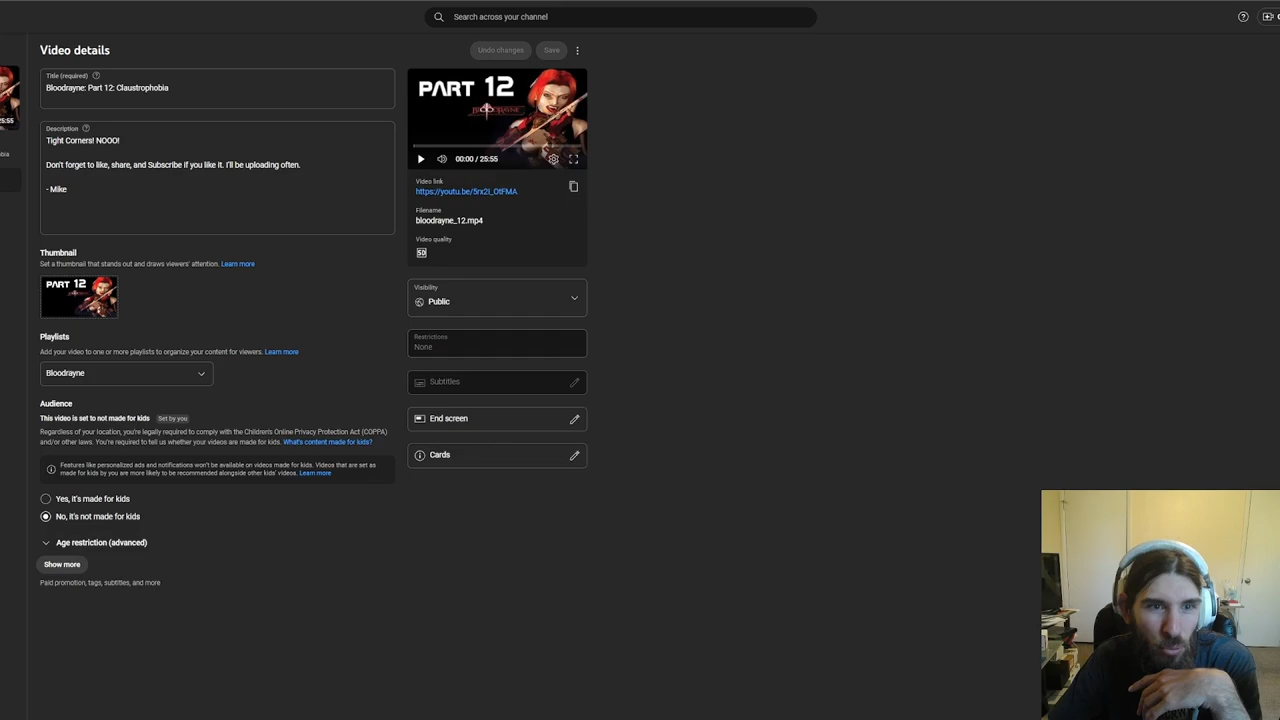 Search across your channel
Video details
Undo changes
Save
Title (required)
Bloodrayne: Part 12: Claustrophobia
Description
Tight Corners! NOOO!
Don't forget to like, share, and Subscribe if you like it. I'll be uploading often.
- Mike
PART 12
BLOODRAYNE
00:00 / 25:55
Video link
https://youtu.be/5rx2I_OtFMA
Filename
bloodrayne_12.mp4
Video quality
SD
Thumbnail
Set a thumbnail that stands out and draws viewers' attention. Learn more
PART 12
Visibility
Public
Restrictions
None
Playlists
Add your video to one or more playlists to organize your content for viewers. Learn more
Bloodrayne
Subtitles
Audience
This video is set to not made for kids Set by you
Regardless of your location, you're legally required to comply with the Children's Online Privacy Protection Act (COPPA)
and/or other laws. You're required to tell us whether your videos are made for kids. What's content made for kids?
End screen
Cards
Features like personalized ads and notifications won't be available on videos made for kids. Videos that are set as
made for kids by you are more likely to be recommended alongside other kids' videos. Learn more
Yes, it's made for kids
No, it's not made for kids
Age restriction (advanced)
Show more
Paid promotion, tags, subtitles, and more